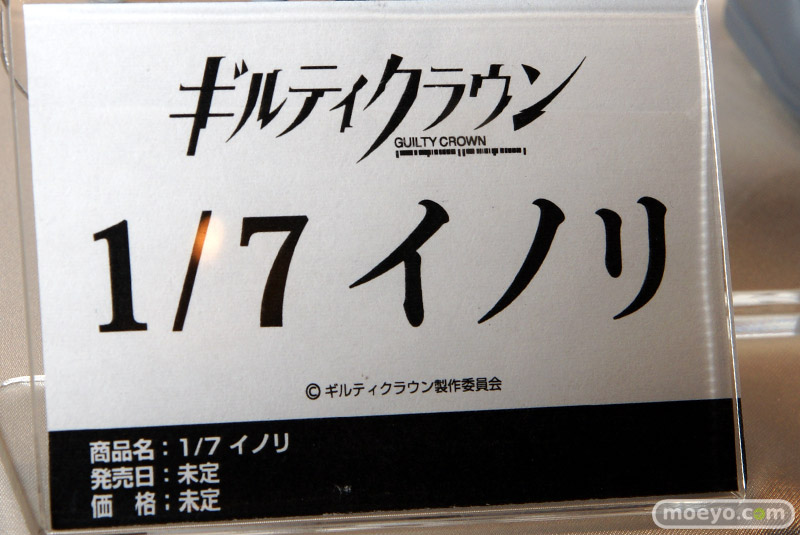 ギルティクラウン
GUILTY CROWN
1/7 イノリ
© ギルティクラウン製作委員会
商品名：1/7 イノリ
発売日：未定
価　格：未定
moeyo.com